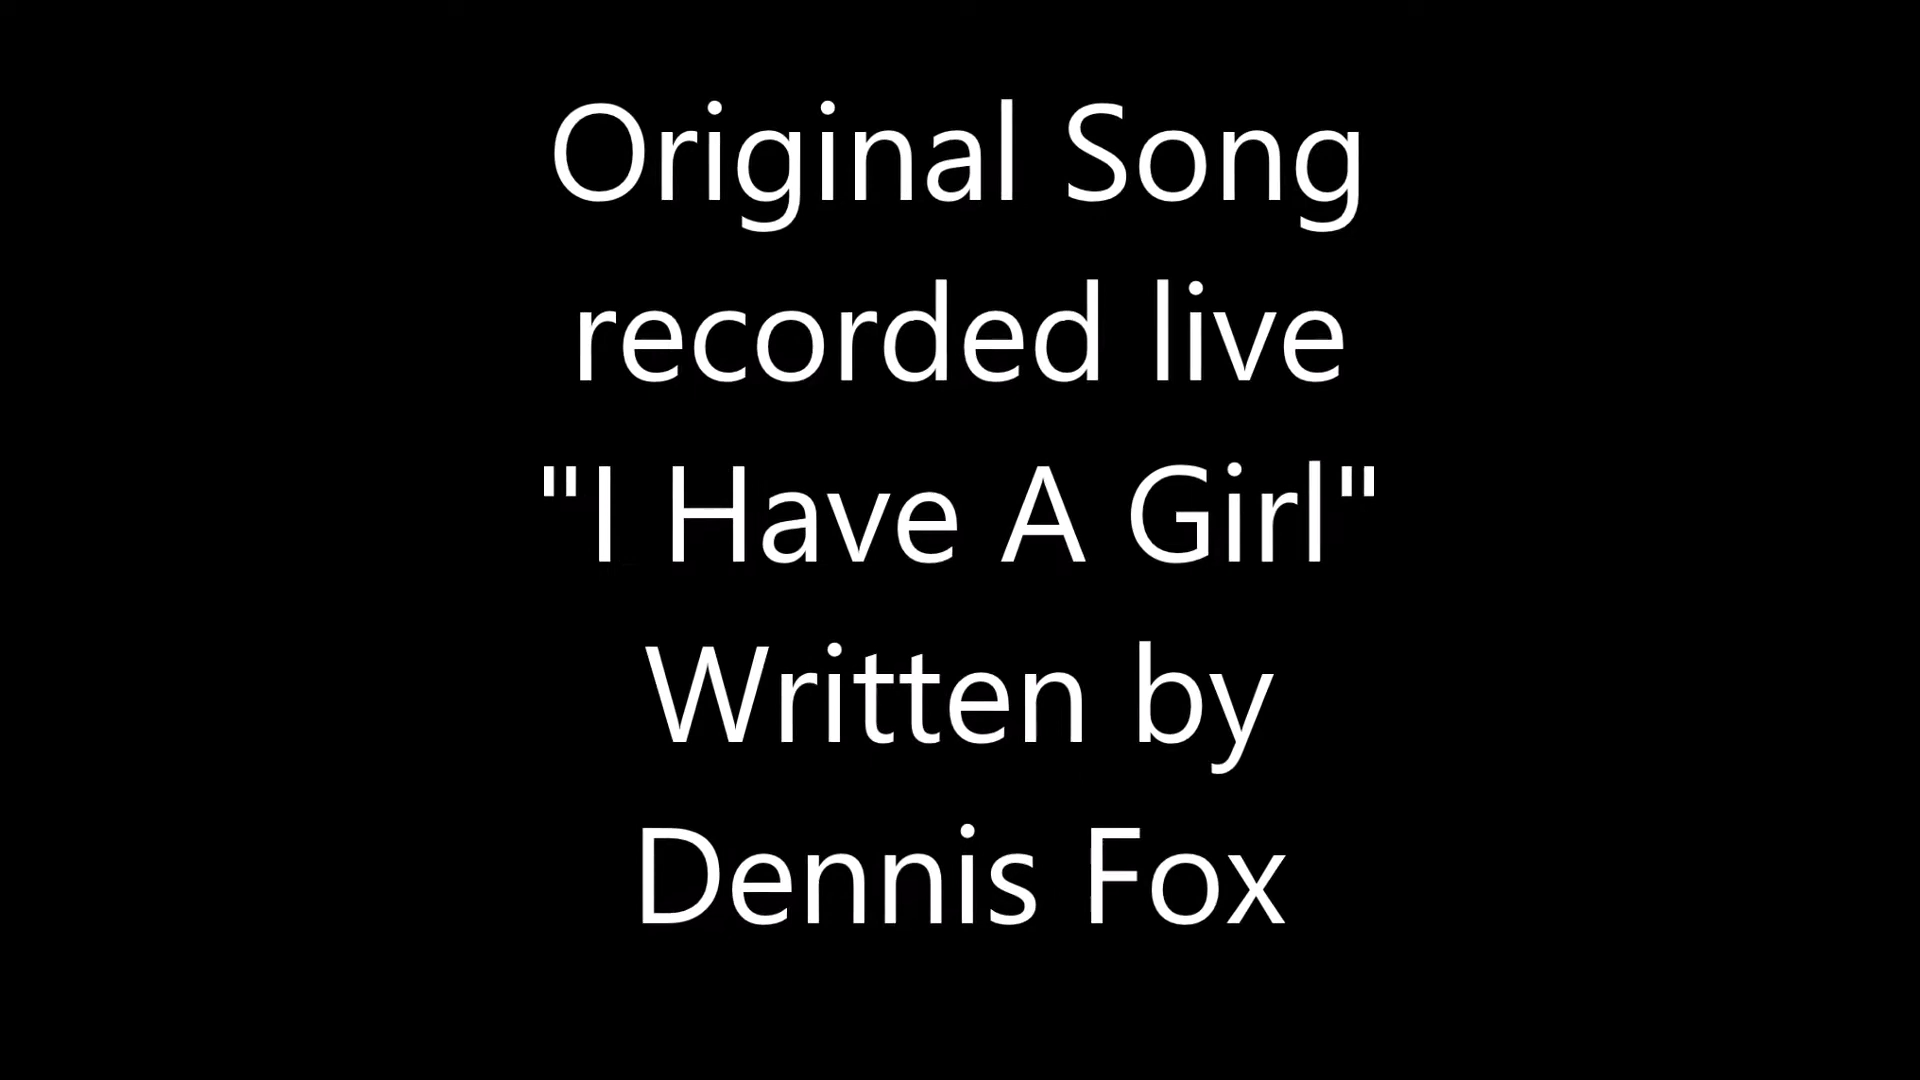 Original Song
recorded live
"I Have A Girl"
Written by
Dennis Fox